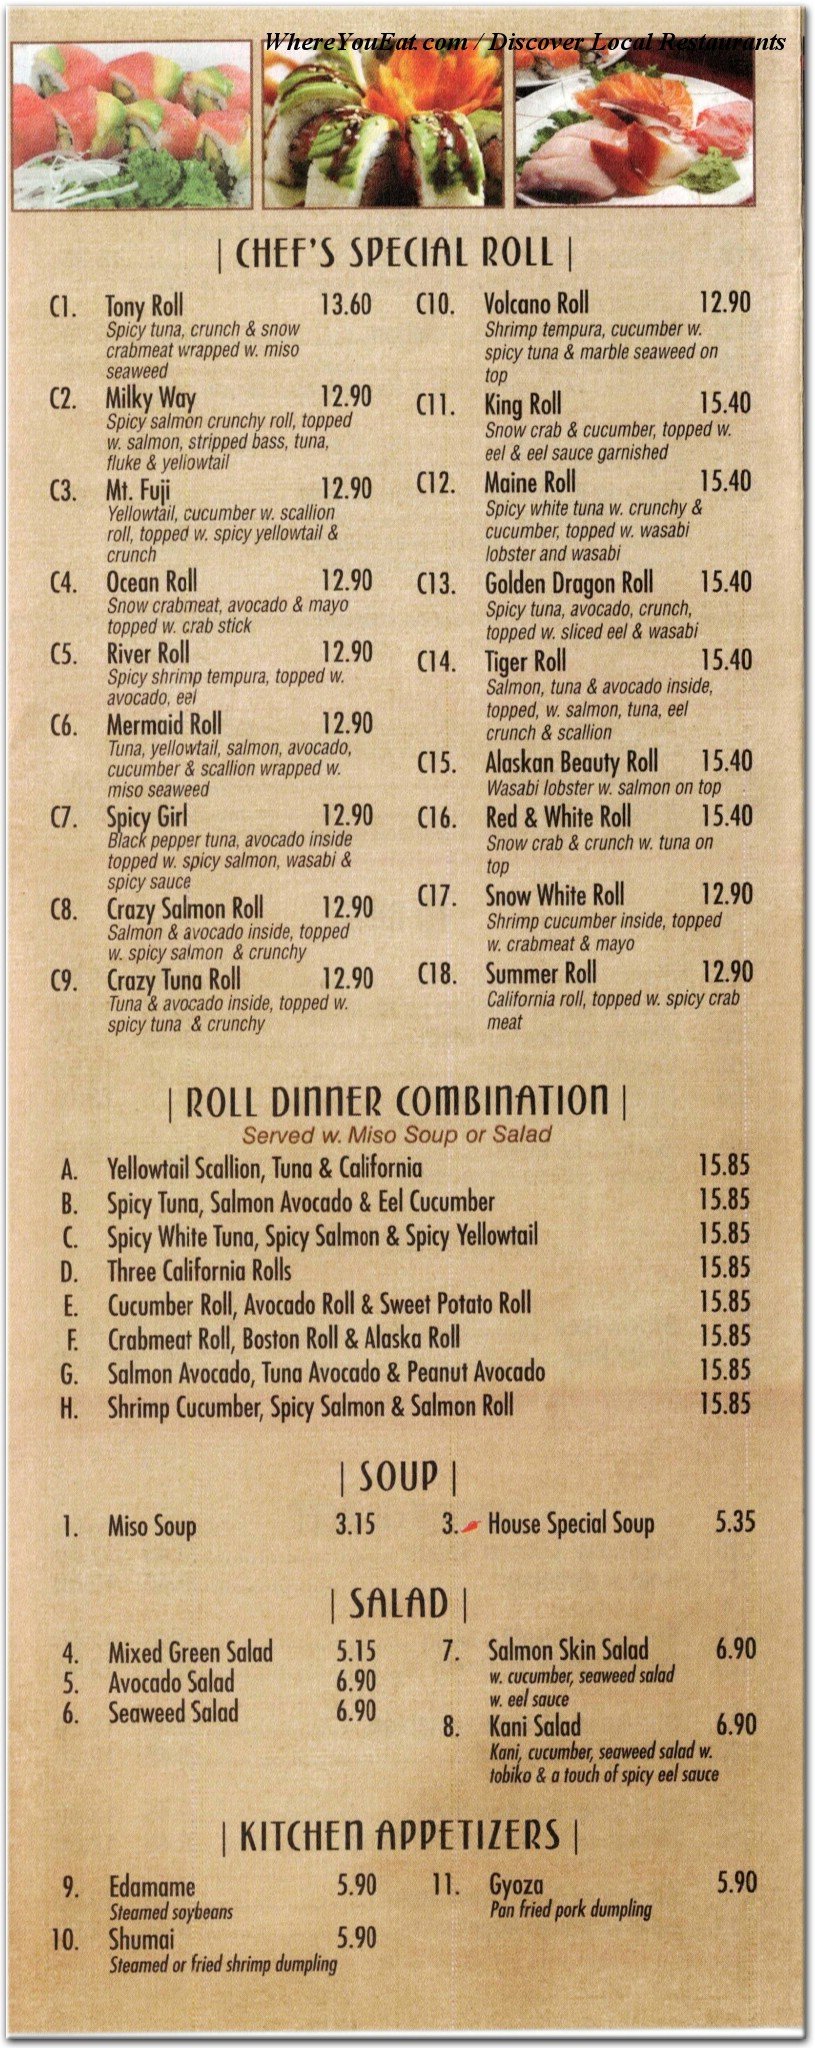 WhereYouEat.com / Discover Local Restaurants
| CHEF'S SPECIAL ROLL |
C1. Tony Roll 13.60
Spicy tuna, crunch & snow
crabmeat wrapped w. miso
seaweed
C2. Milky Way 12.90
Spicy salmon crunchy roll, topped
w. salmon, stripped bass, tuna,
fluke & yellowtail
C3. Mt. Fuji 12.90
Yellowtail, cucumber w. scallion
roll, topped w. spicy yellowtail &
crunch
C4. Ocean Roll 12.90
Snow crabmeat, avocado & mayo
topped w. crab stick
C5. River Roll 12.90
Spicy shrimp tempura, topped w.
avocado, eel
C6. Mermaid Roll 12.90
Tuna, yellowtail, salmon, avocado,
cucumber & scallion wrapped w.
miso seaweed
C7. Spicy Girl 12.90
Black pepper tuna, avocado inside
topped w. spicy salmon, wasabi &
spicy sauce
C8. Crazy Salmon Roll 12.90
Salmon & avocado inside, topped
w. spicy salmon & crunchy
C9. Crazy Tuna Roll 12.90
Tuna & avocado inside, topped w.
spicy tuna & crunchy
C10. Volcano Roll 12.90
Shrimp tempura, cucumber w.
spicy tuna & marble seaweed on
top
C11. King Roll 15.40
Snow crab & cucumber, topped w.
eel & eel sauce garnished
C12. Maine Roll 15.40
Spicy white tuna w. crunchy &
cucumber, topped w. wasabi
lobster and wasabi
C13. Golden Dragon Roll 15.40
Spicy tuna, avocado, crunch,
topped w. sliced eel & wasabi
C14. Tiger Roll 15.40
Salmon, tuna & avocado inside,
topped, w. salmon, tuna, eel
crunch & scallion
C15. Alaskan Beauty Roll 15.40
Wasabi lobster w. salmon on top
C16. Red & White Roll 15.40
Snow crab & crunch w. tuna on
top
C17. Snow White Roll 12.90
Shrimp cucumber inside, topped
w. crabmeat & mayo
C18. Summer Roll 12.90
California roll, topped w. spicy crab
meat
| ROLL DINNER COMBINATION |
Served w. Miso Soup or Salad
A. Yellowtail Scallion, Tuna & California 15.85
B. Spicy Tuna, Salmon Avocado & Eel Cucumber 15.85
C. Spicy White Tuna, Spicy Salmon & Spicy Yellowtail 15.85
D. Three California Rolls 15.85
E. Cucumber Roll, Avocado Roll & Sweet Potato Roll 15.85
F. Crabmeat Roll, Boston Roll & Alaska Roll 15.85
G. Salmon Avocado, Tuna Avocado & Peanut Avocado 15.85
H. Shrimp Cucumber, Spicy Salmon & Salmon Roll 15.85
| SOUP |
1. Miso Soup 3.15
3. House Special Soup 5.35
| SALAD |
4. Mixed Green Salad 5.15
5. Avocado Salad 6.90
6. Seaweed Salad 6.90
7. Salmon Skin Salad 6.90
w. cucumber, seaweed salad
w. eel sauce
8. Kani Salad 6.90
Kani, cucumber, seaweed salad w.
tobiko & a touch of spicy eel sauce
| KITCHEN APPETIZERS |
9. Edamame 5.90
Steamed soybeans
10. Shumai 5.90
Steamed or fried shrimp dumpling
11. Gyoza 5.90
Pan fried pork dumpling